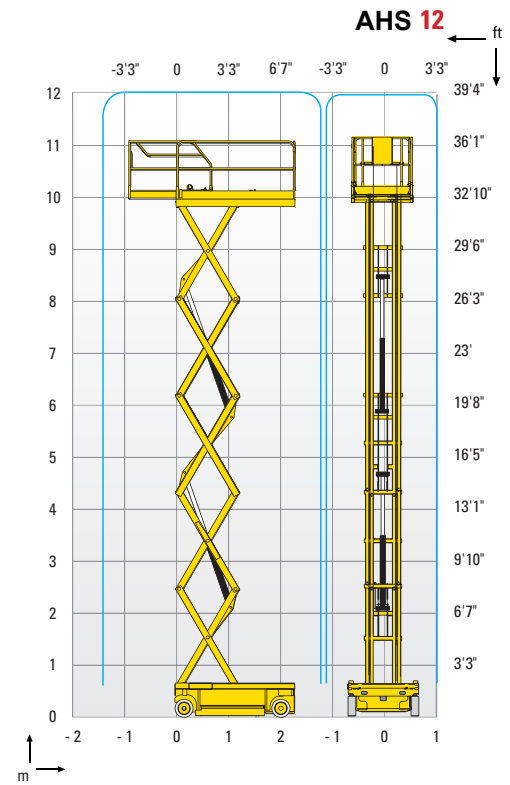 AHS 12
ft
-3'3" 0 3'3" 6'7" -3'3" 0 3'3"
12 39'4"
11 36'1"
10 32'10"
9 29'6"
8 26'3"
7 23'
6 19'8"
5 16'5"
4 13'1"
3 9'10"
2 6'7"
1 3'3"
0
- 2 - 1 0 1 2 - 1 0 1
m